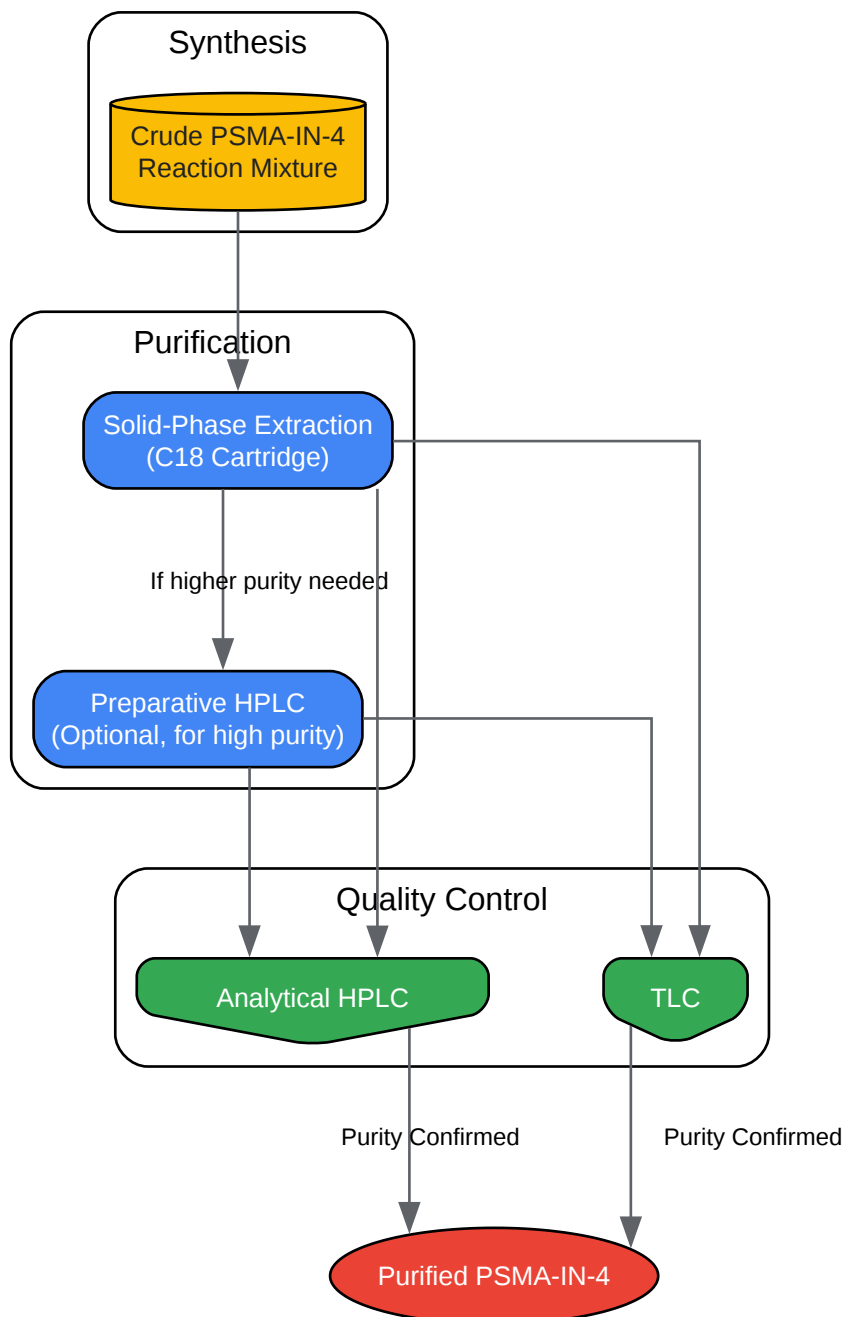 Synthesis
Crude PSMA-IN-4
Reaction Mixture
Purification
Solid-Phase Extraction
(C18 Cartridge)
If higher purity needed
Preparative HPLC
(Optional, for high purity)
Quality Control
Analytical HPLC
TLC
Purity Confirmed
Purity Confirmed
Purified PSMA-IN-4